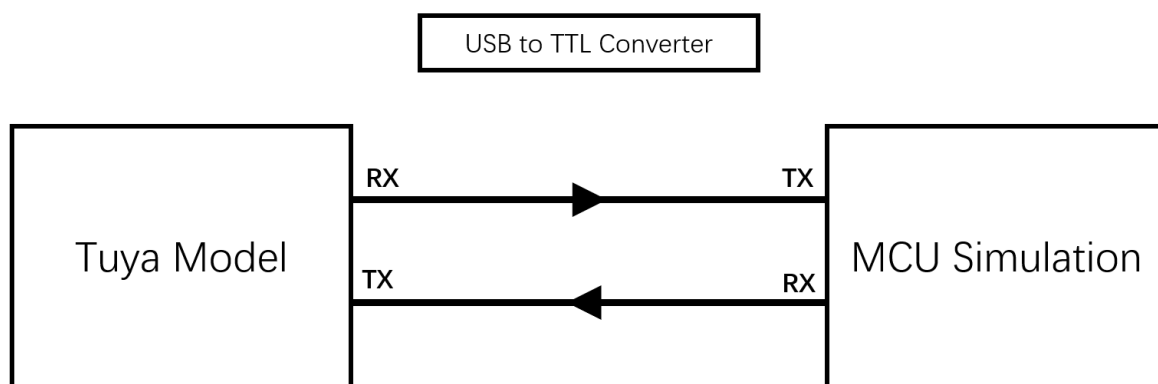 USB to TTL Converter
RX
TX
Tuya Model
MCU Simulation
TX
RX